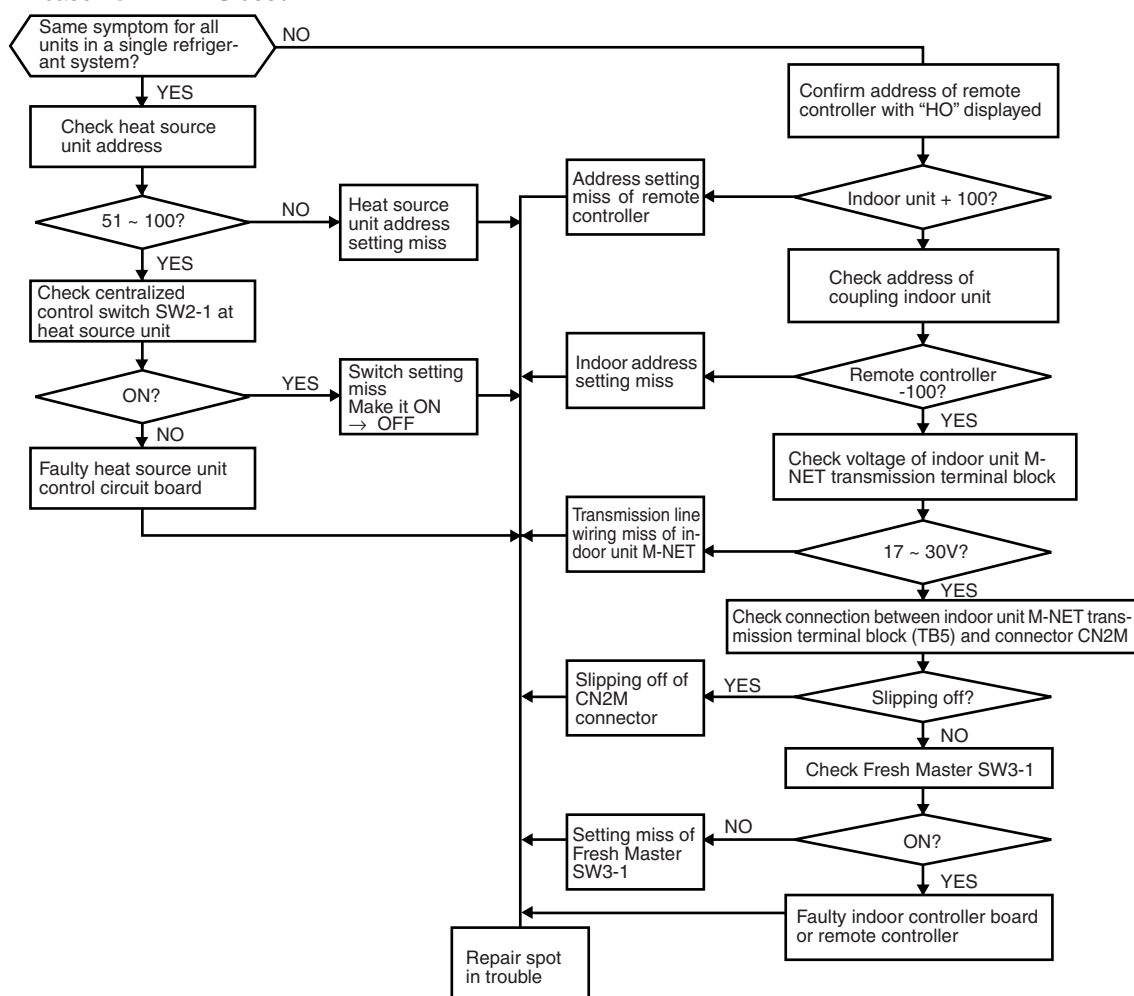 Same symptom for all
units in a single refriger-
ant system?
NO
YES
Check heat source
unit address
51 ~ 100?
NO
Heat source
unit address
setting miss
YES
Check centralized
control switch SW2-1 at
heat source unit
ON?
YES
Switch setting
miss
Make it ON
→ OFF
NO
Faulty heat source unit
control circuit board
Confirm address of remote
controller with “HO” displayed
Indoor unit + 100?
Address setting
miss of remote
controller
Check address of
coupling indoor unit
Remote controller
-100?
Indoor address
setting miss
YES
Check voltage of indoor unit M-
NET transmission terminal block
17 ~ 30V?
Transmission line
wiring miss of in-
door unit M-NET
YES
Check connection between indoor unit M-NET trans-
mission terminal block (TB5) and connector CN2M
Slipping off?
YES
Slipping off of
CN2M
connector
NO
Check Fresh Master SW3-1
ON?
NO
Setting miss of
Fresh Master
SW3-1
YES
Faulty indoor controller board
or remote controller
Repair spot
in trouble